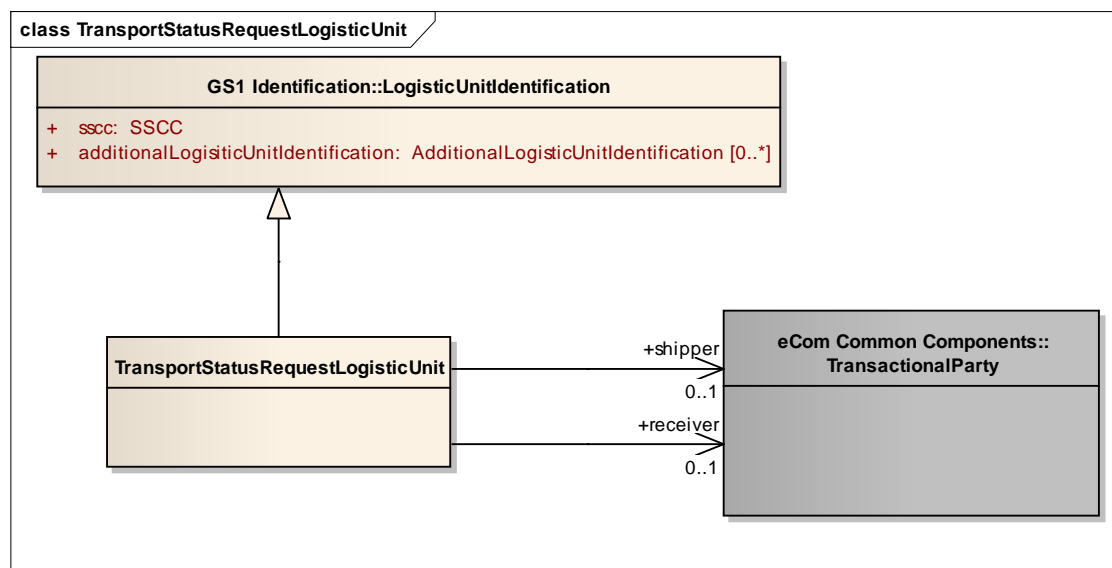 class TransportStatusRequestLogisticUnit
GS1 Identification::LogisticUnitIdentification
+ sscc: SSCC
+ additionalLogisiticUnitIdentification: AdditionalLogisticUnitIdentification [0..*]
TransportStatusRequestLogisticUnit
+shipper
0..1
+receiver
0..1
eCom Common Components::
TransactionalParty